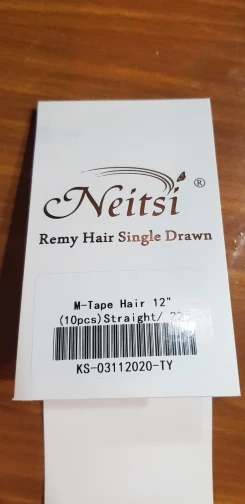 Neitsi ®
Remy Hair Single Drawn
M-Tape Hair 12"
(10pcs)Straight/
KS-03112020-TY